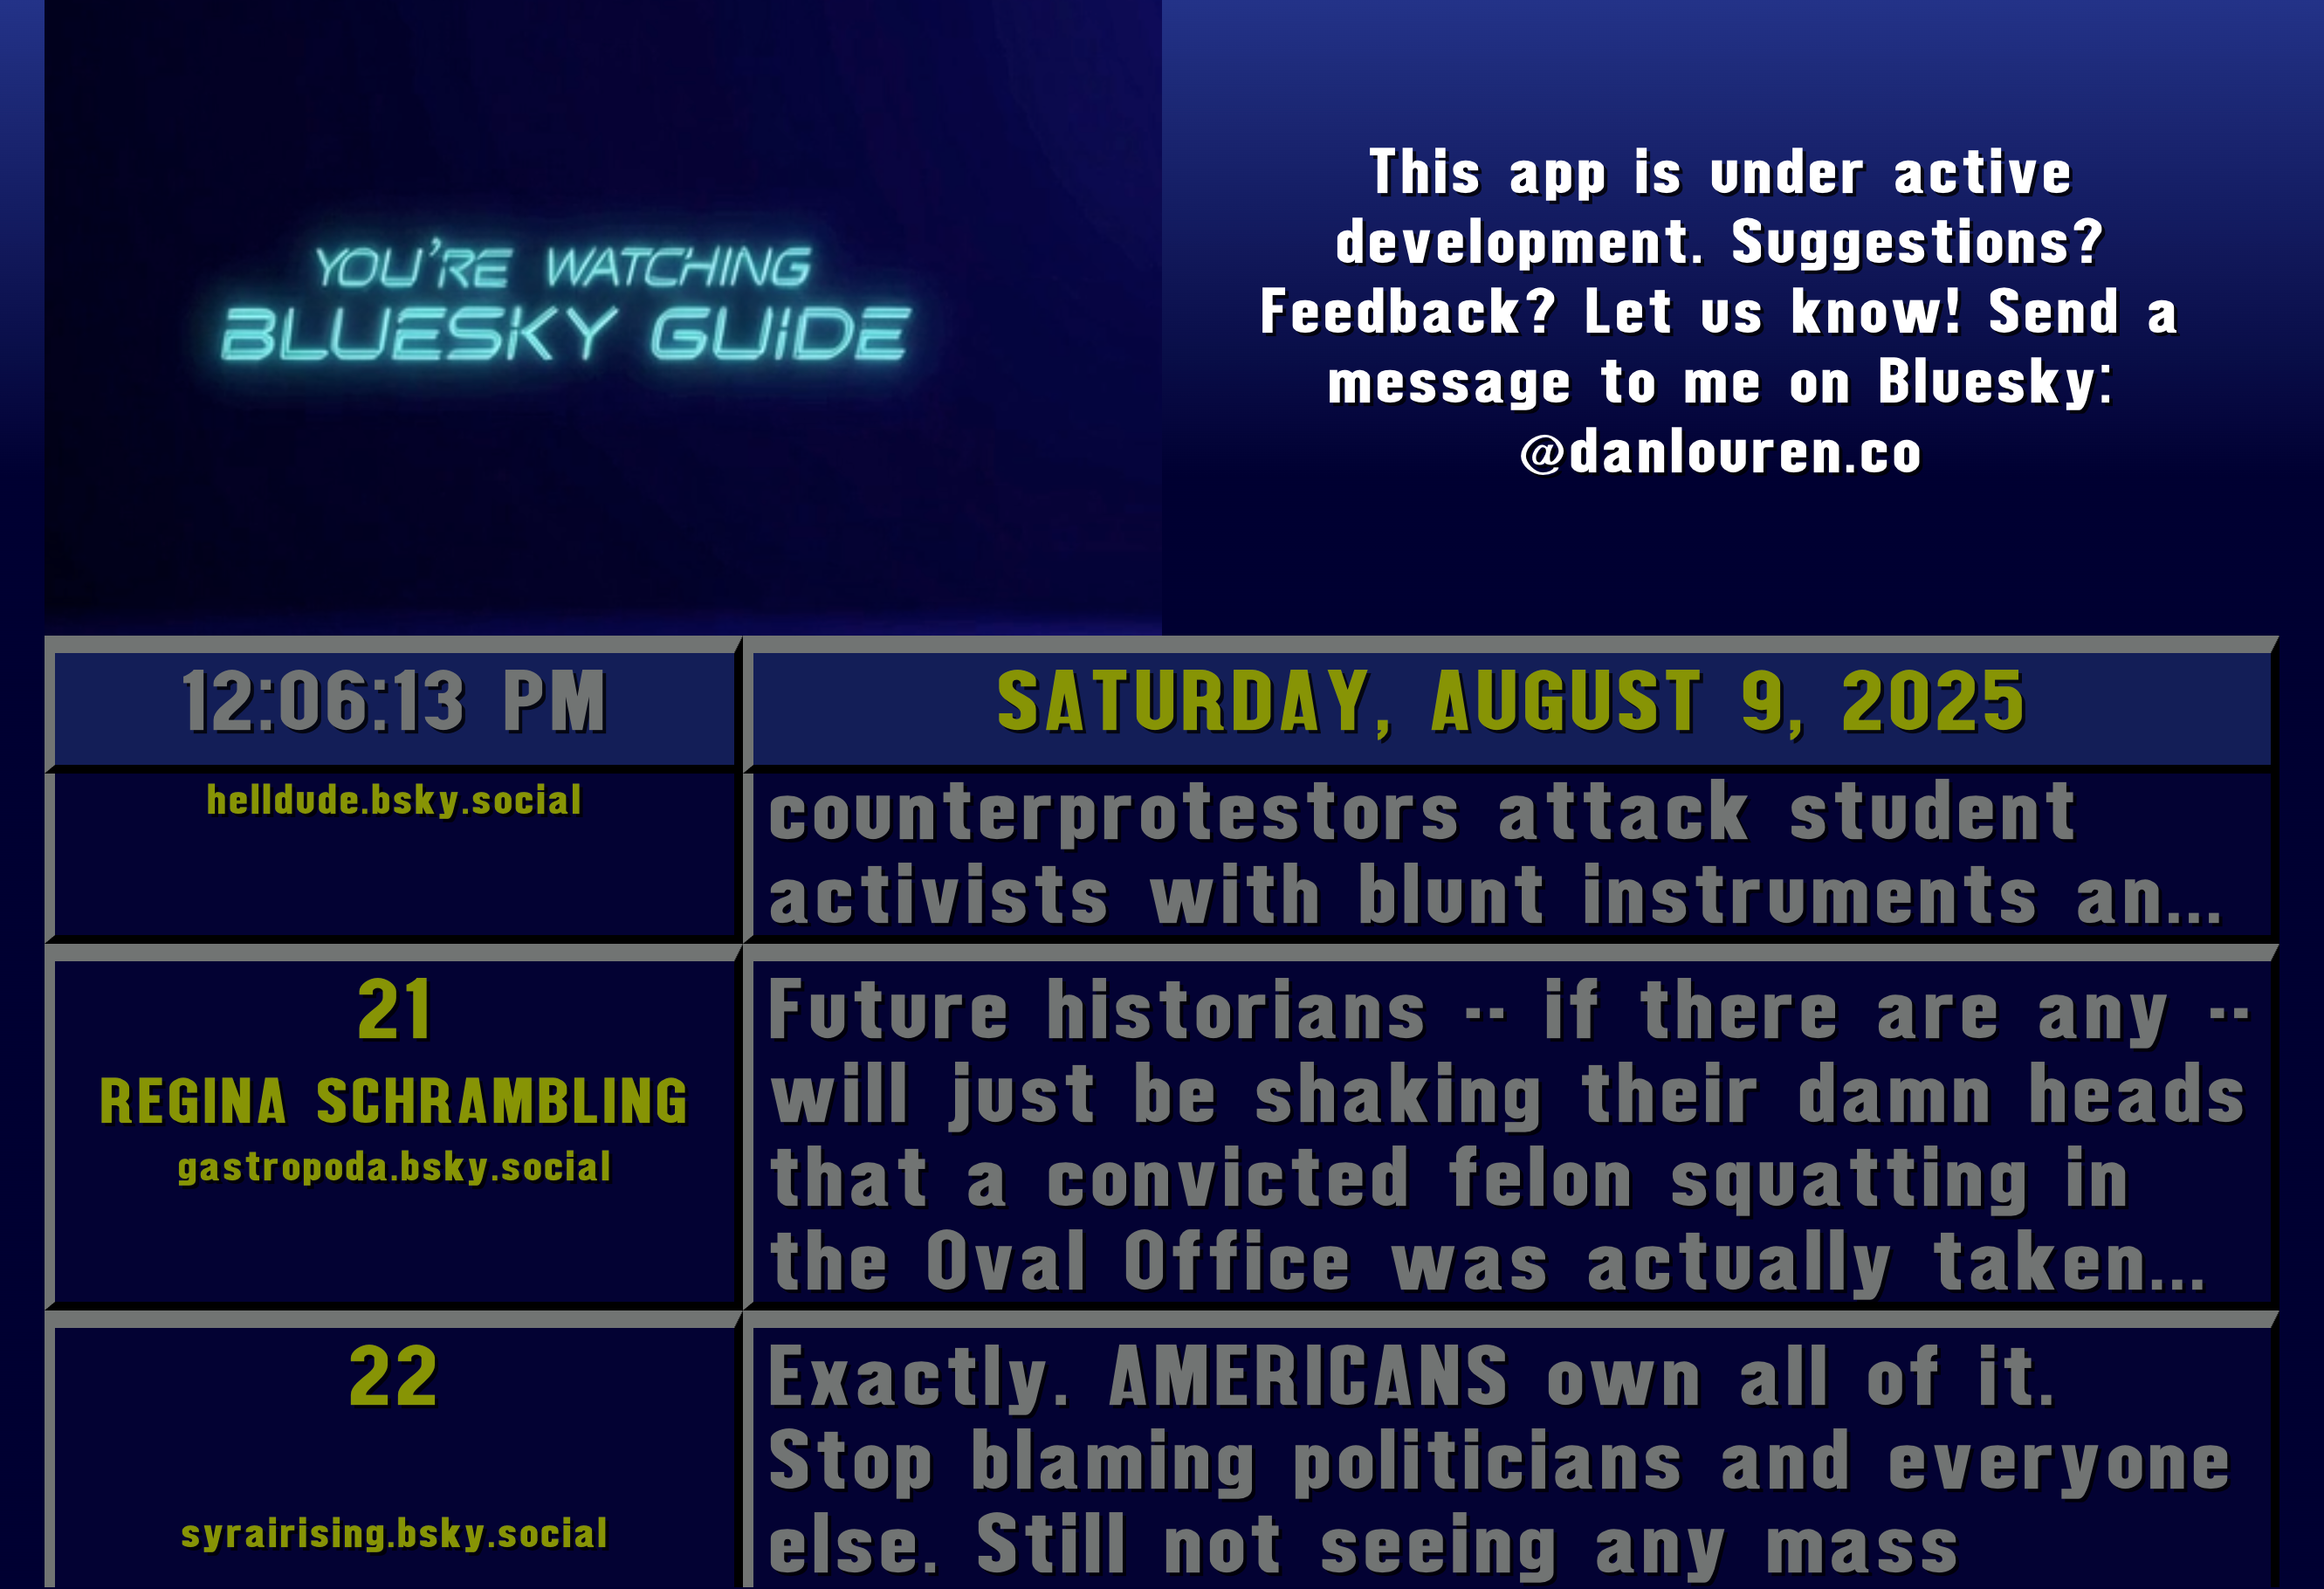 YOU'RE WATCHING
BLUESKY GUIDE
This app is under active
development. Suggestions?
Feedback? Let us know! Send a
message to me on Bluesky:
@danlouren.co
12:06:13 PM
SATURDAY, AUGUST 9, 2025
helldude.bsky.social
counterprotestors attack student
activists with blunt instruments an...
21
REGINA SCHRAMBLING
gastropoda.bsky.social
Future historians -- if there are any --
will just be shaking their damn heads
that a convicted felon squatting in
the Oval Office was actually taken...
22
syrairising.bsky.social
Exactly. AMERICANS own all of it.
Stop blaming politicians and everyone
else. Still not seeing any mass